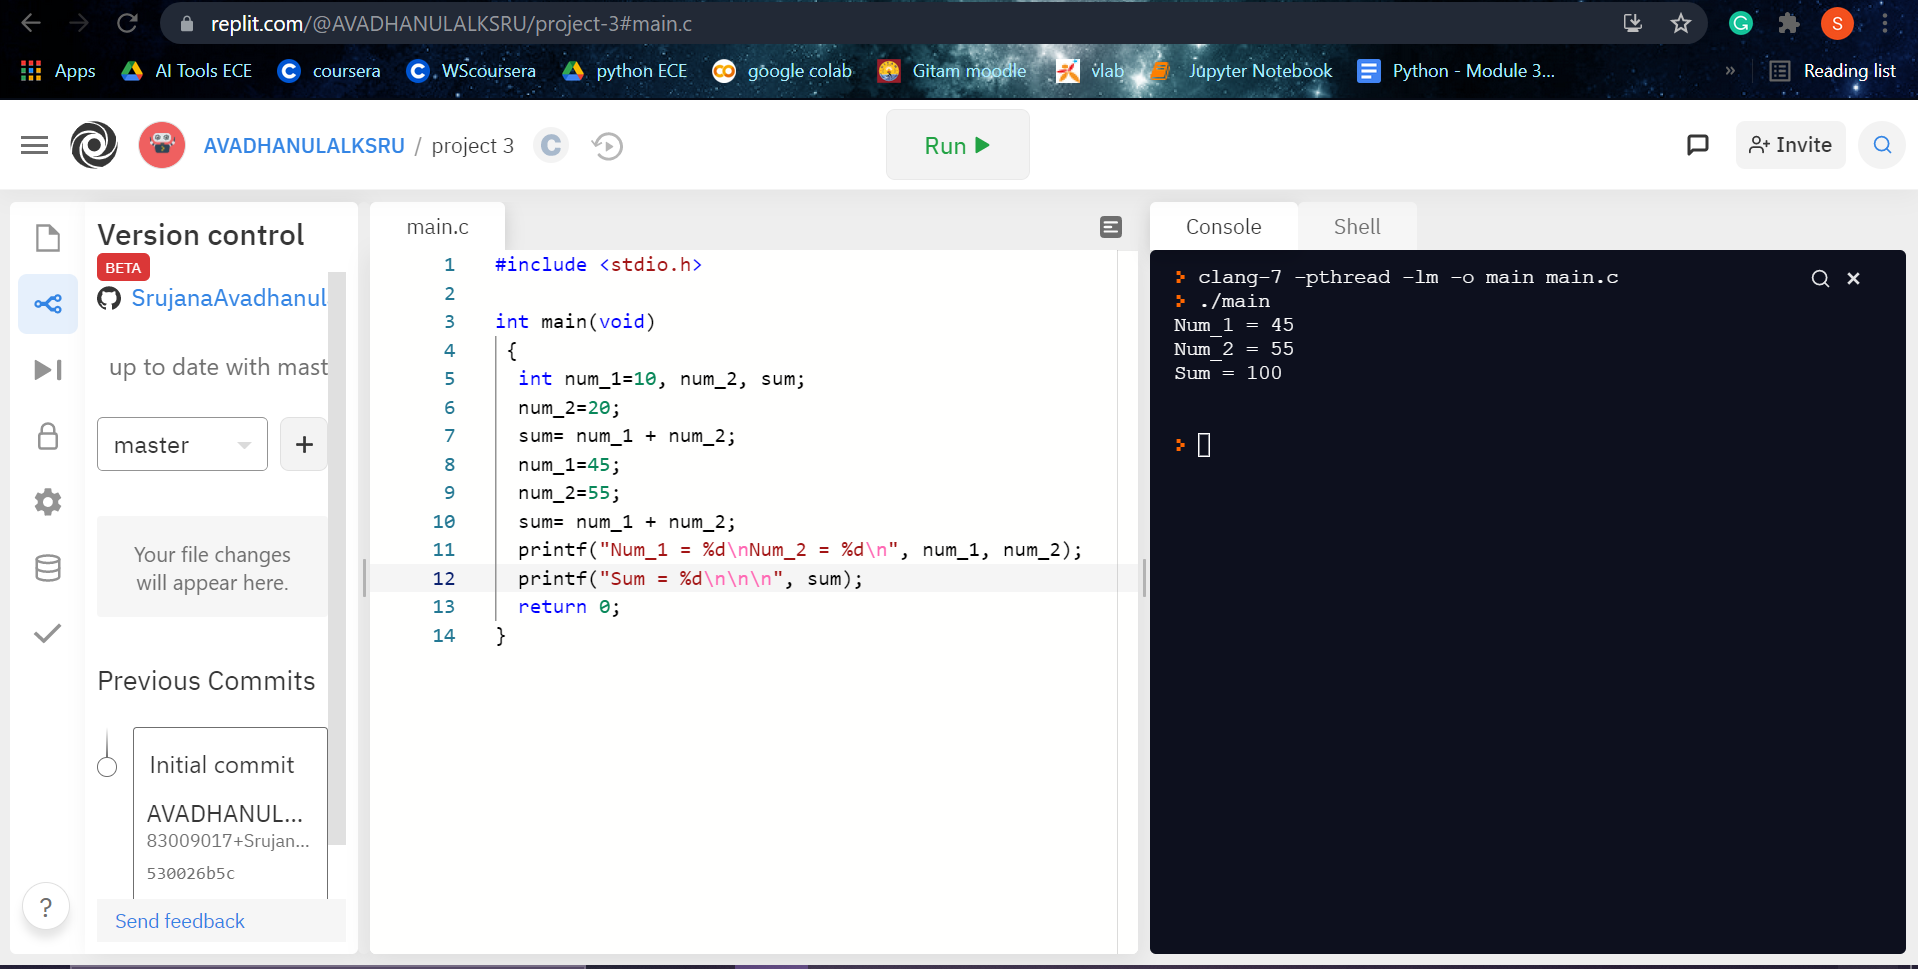 replit.com/@AVADHANULALKSRU/project-3#main.c
S
Apps AI Tools ECE coursera WScoursera python ECE google colab Gitam moodle vlab Jupyter Notebook Python - Module 3... » Reading list
AVADHANULALKSRU / project 3 C Run Invite
Version control
BETA
SrujanaAvadhanul
up to date with mast
master +
Your file changes
will appear here.
Previous Commits
Initial commit
AVADHANUL...
83009017+Srujan...
530026b5c
Send feedback
?
main.c
1 #include <stdio.h>
2
3 int main(void)
4 {
5 int num_1=10, num_2, sum;
6 num_2=20;
7 sum= num_1 + num_2;
8 num_1=45;
9 num_2=55;
10 sum= num_1 + num_2;
11 printf("Num_1 = %d\nNum_2 = %d\n", num_1, num_2);
12 printf("Sum = %d\n\n\n", sum);
13 return 0;
14 }
Console Shell
clang-7 -pthread -lm -o main main.c
./main
Num_1 = 45
Num_2 = 55
Sum = 100